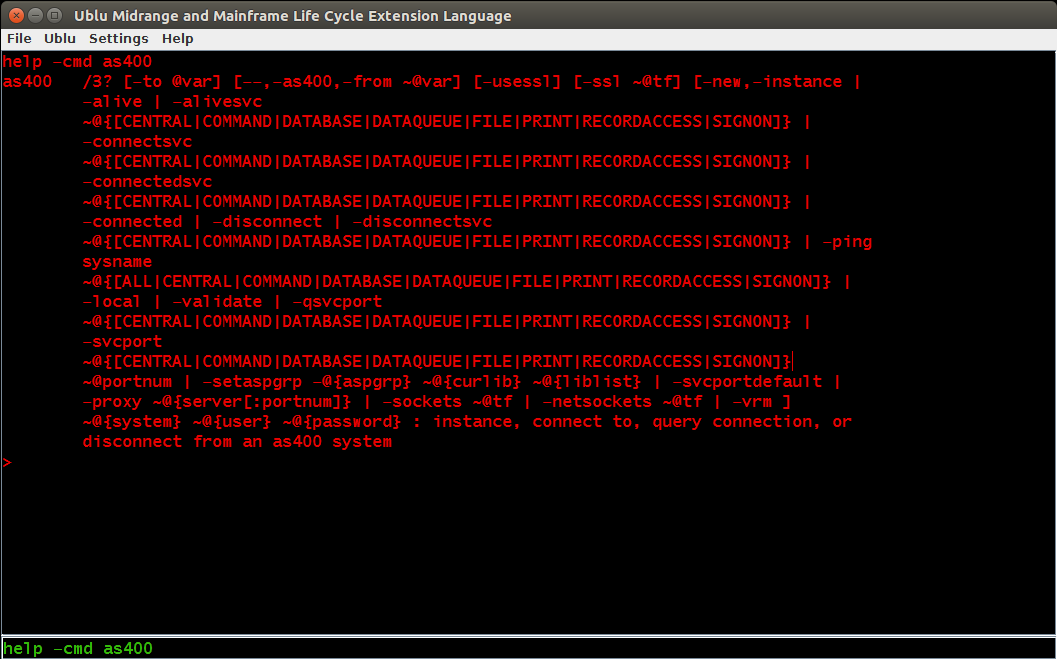 Ublu Midrange and Mainframe Life Cycle Extension Language
File Ublu Settings Help
help -cmd as400
as400 /3? [-to @var] [--,-as400,-from ~@var] [-usessl] [-ssl ~@tf] [-new,-instance |
-alive | -alivesvc
~@{[CENTRAL|COMMAND|DATABASE|DATAQUEUE|FILE|PRINT|RECORDACCESS|SIGNON]} |
-connectsvc
~@{[CENTRAL|COMMAND|DATABASE|DATAQUEUE|FILE|PRINT|RECORDACCESS|SIGNON]} |
-connectedsvc
~@{[CENTRAL|COMMAND|DATABASE|DATAQUEUE|FILE|PRINT|RECORDACCESS|SIGNON]} |
-connected | -disconnect | -disconnectsvc
~@{[CENTRAL|COMMAND|DATABASE|DATAQUEUE|FILE|PRINT|RECORDACCESS|SIGNON]} | -ping
sysname
~@{[ALL|CENTRAL|COMMAND|DATABASE|DATAQUEUE|FILE|PRINT|RECORDACCESS|SIGNON]} |
-local | -validate | -qsvcport
~@{[CENTRAL|COMMAND|DATABASE|DATAQUEUE|FILE|PRINT|RECORDACCESS|SIGNON]} |
-svcport
~@{[CENTRAL|COMMAND|DATABASE|DATAQUEUE|FILE|PRINT|RECORDACCESS|SIGNON]}
~@portnum | -setaspgrp -@{aspgrp} ~@{curlib} ~@{liblist} | -svcportdefault |
-proxy ~@{server[:portnum]} | -sockets ~@tf | -netsockets ~@tf | -vrm ]
~@{system} ~@{user} ~@{password} : instance, connect to, query connection, or
disconnect from an as400 system
>
help -cmd as400